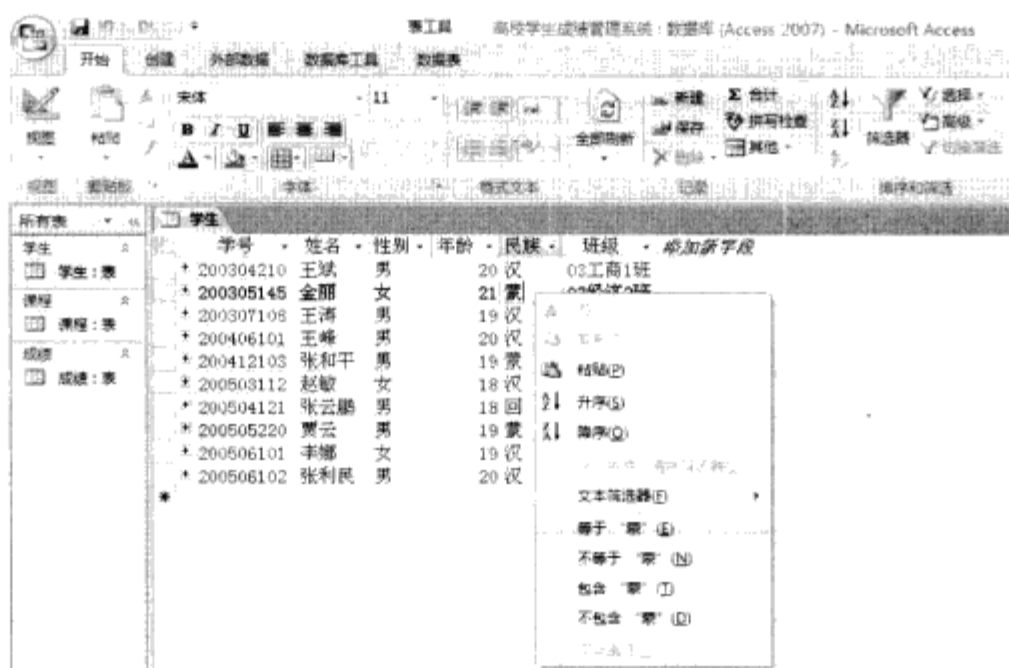 表工具 高校学生成绩管理系统：数据库 (Access 2007) - Microsoft Access
开始 创建 外部数据 数据库工具 数据表
宋体 11
新建 Σ 合计 选择
B I U 保存 拼写检查 高级
视图 粘贴 全部刷新 删除 其他 筛选器 切换筛选
视图 剪贴板 字体 格式文本 记录 排序和筛选
所有表 学生
学生 学号 姓名 性别 年龄 民族 班级 添加新字段
学生：表 200304210 王斌 男 20 汉 03工商1班
200305145 金丽 女 21 蒙 03经济2班
课程 200307106 王涛 男 19 汉
课程：表 200406101 王峰 男 20 汉
成绩 200412103 张和平 男 19 蒙 粘贴(P)
成绩：表 200503112 赵敏 女 18 汉
200504121 张云鹏 男 18 回 升序(S)
200505220 贾云 男 19 蒙 降序(O)
200506101 李娜 女 19 汉
200506102 张利民 男 20 汉
文本筛选器(F)
等于 "蒙" (E)
不等于 "蒙" (N)
包含 "蒙" (T)
不包含 "蒙" (D)